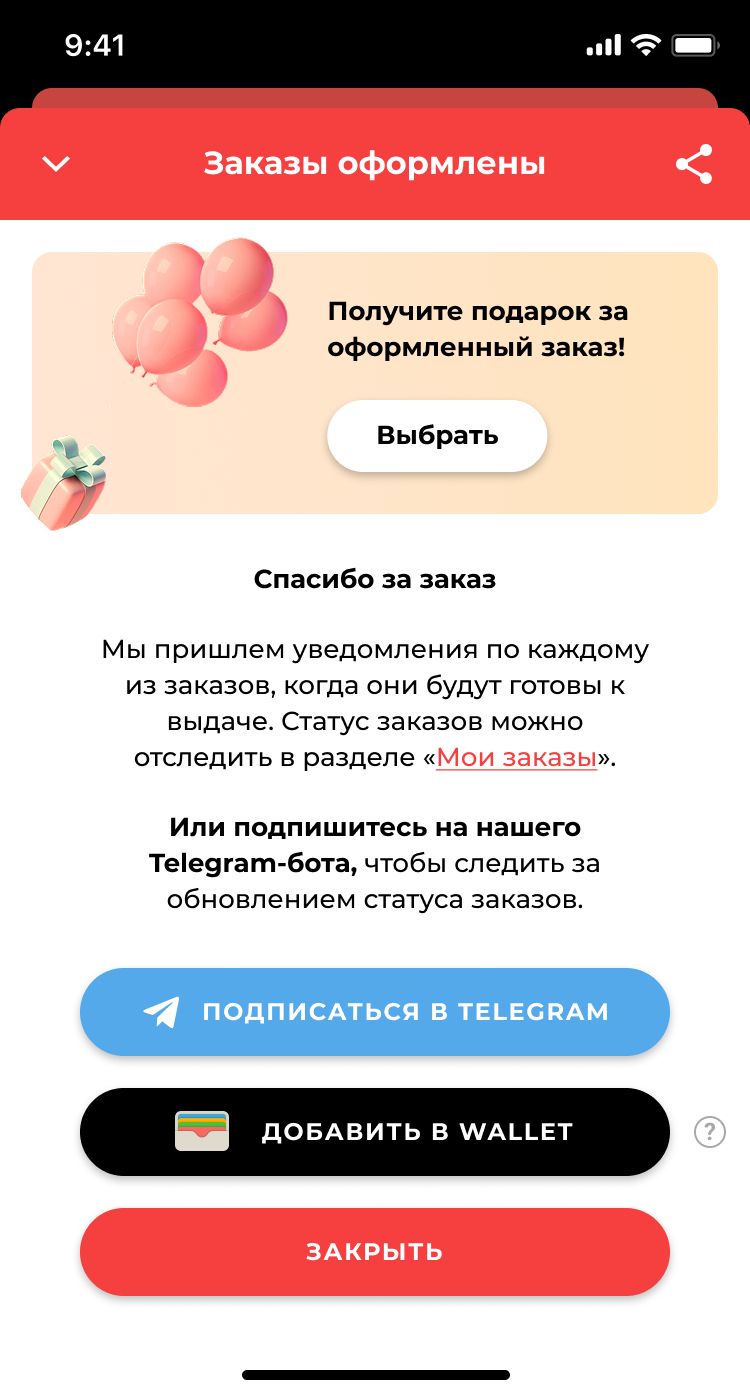 9:41
Заказы оформлены
Получите подарок за
оформленный заказ!
Выбрать
Спасибо за заказ
Мы пришлем уведомления по каждому
из заказов, когда они будут готовы к
выдаче. Статус заказов можно
отследить в разделе «Мои заказы».
Или подпишитесь на нашего
Telegram-бота, чтобы следить за
обновлением статуса заказов.
ПОДПИСАТЬСЯ В TELEGRAM
ДОБАВИТЬ В WALLET
?
ЗАКРЫТЬ